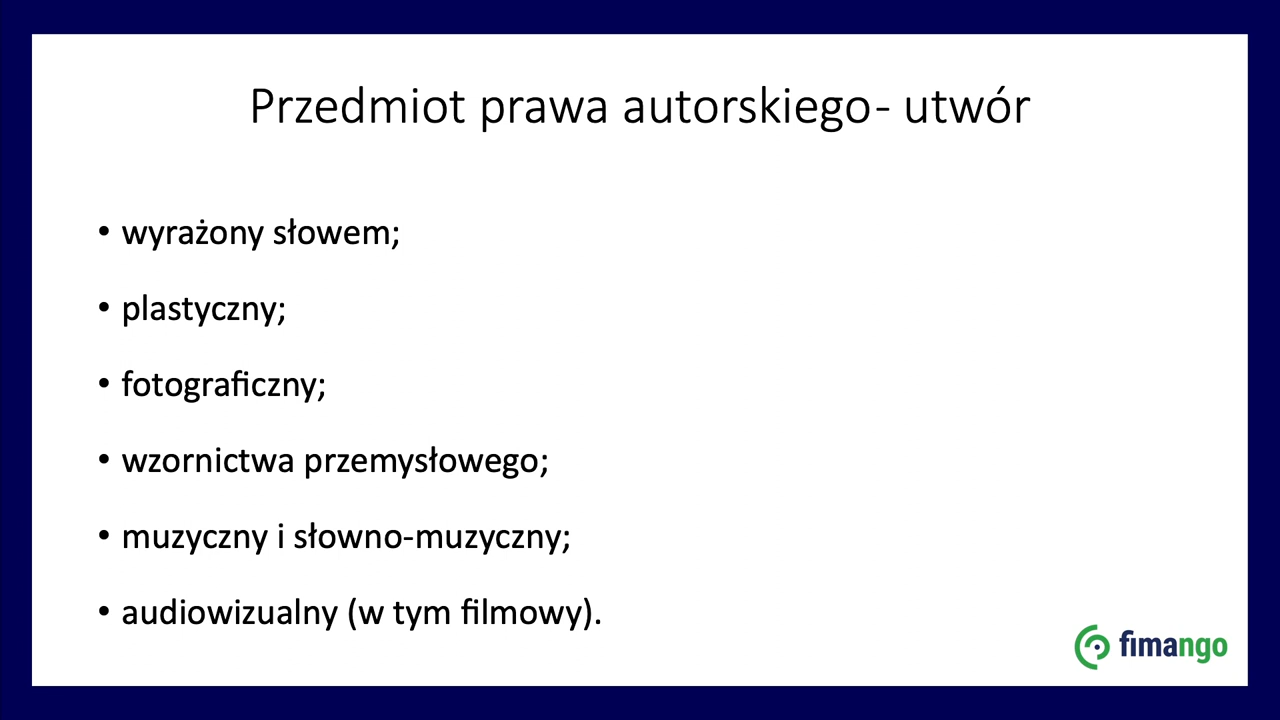 Przedmiot prawa autorskiego- utwór
• wyrażony słowem;
• plastyczny;
• fotograficzny;
• wzornictwa przemysłowego;
• muzyczny i słowno-muzyczny;
• audiowizualny (w tym filmowy).
fimango